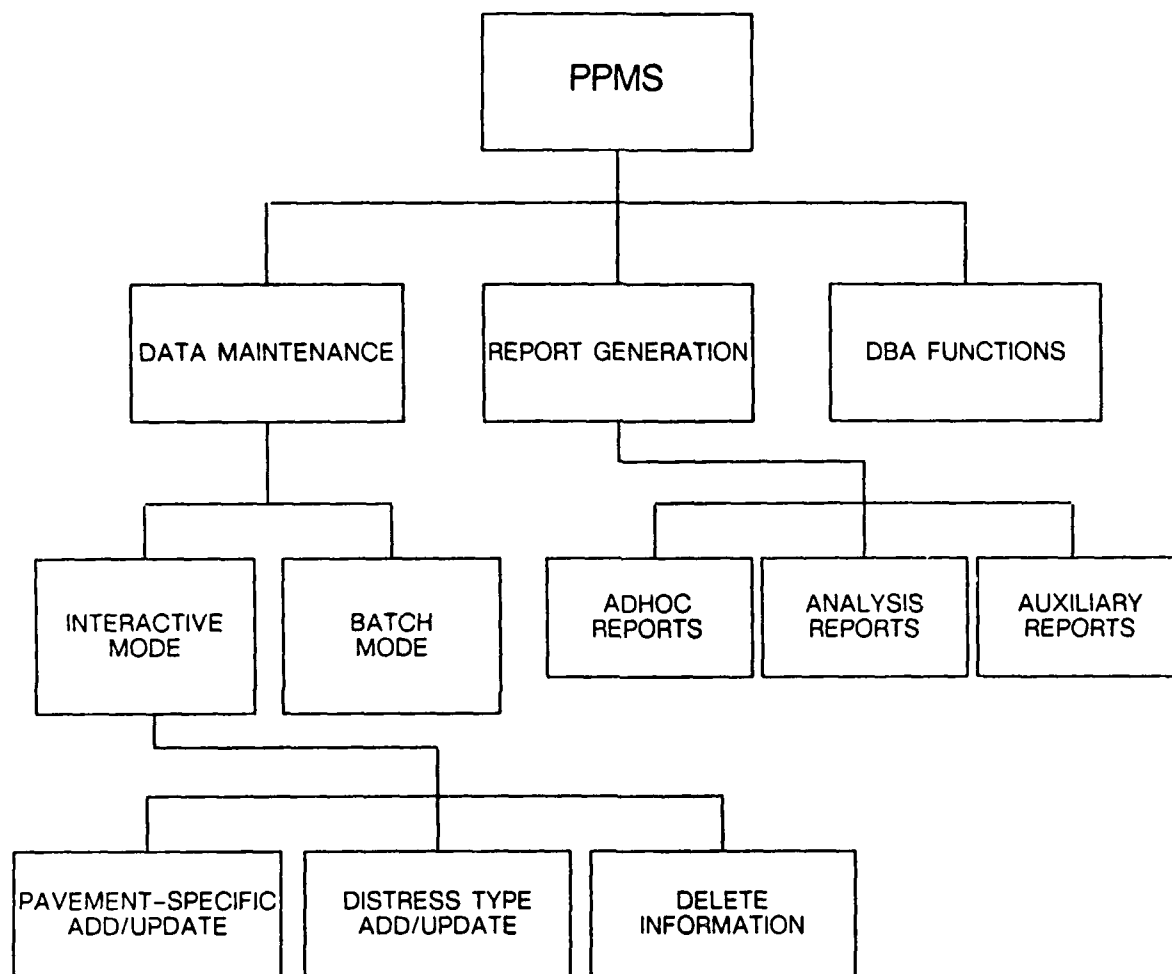 PPMS
DATA MAINTENANCE
REPORT GENERATION
DBA FUNCTIONS
INTERACTIVE
MODE
BATCH
MODE
ADHOC
REPORTS
ANALYSIS
REPORTS
AUXILIARY
REPORTS
PAVEMENT-SPECIFIC
ADD/UPDATE
DISTRESS TYPE
ADD/UPDATE
DELETE
INFORMATION